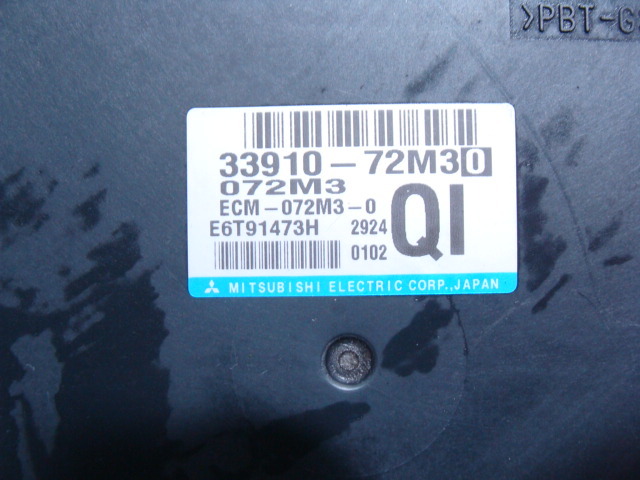 >PBT-G
33910-72M30
072M3
ECM-072M3-0
E6T91473H 2924
QI
0102
MITSUBISHI ELECTRIC CORP.,JAPAN